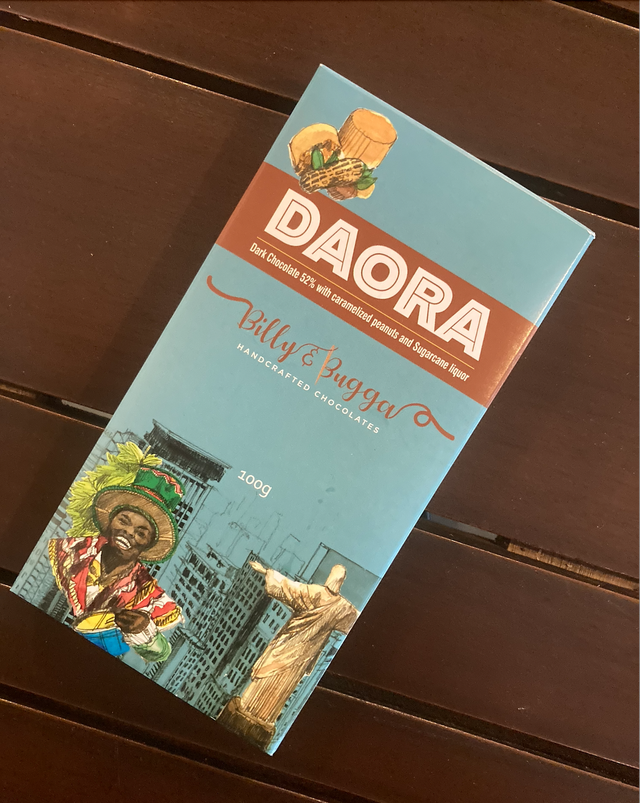 DAORA
Dark Chocolate 52% with caramelized peanuts and Sugarcane liquor
Billy & Bugga
HANDCRAFTED CHOCOLATES
100g